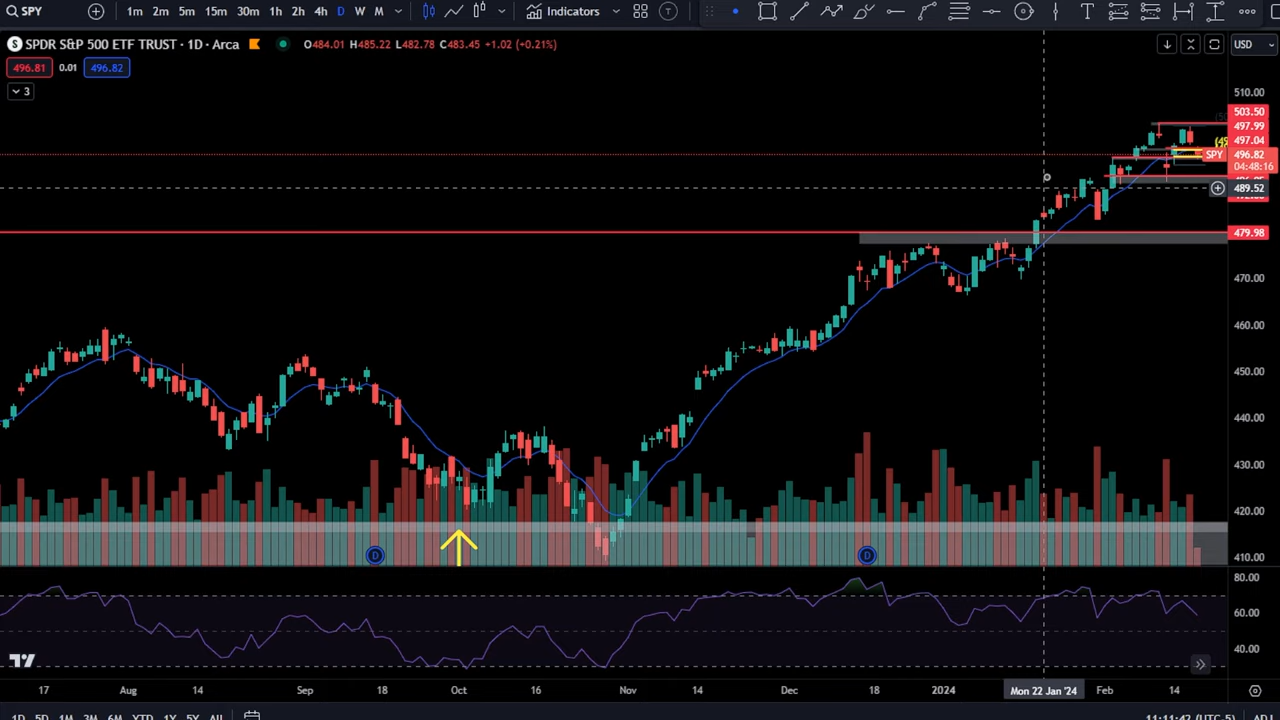 SPY 1m 2m 5m 15m 30m 1h 2h 4h D W M Indicators T
S SPDR S&P 500 ETF TRUST · 1D · Arca O484.01 H485.22 L482.78 C483.45 +1.02 (+0.21%) USD
496.81 0.01 496.82
3
510.00
503.50
497.99
497.04
SPY 496.82
04:48:16
489.52
479.98
470.00
460.00
450.00
440.00
430.00
420.00
410.00
D D
80.00
60.00
40.00
17 Aug 14 Sep 18 Oct 16 Nov 14 Dec 18 2024 Mon 22 Jan '24 Feb 14
1D 5D 1M 3M 6M YTD 1Y 5Y All 11:11:42 (UTC-5) ADJ